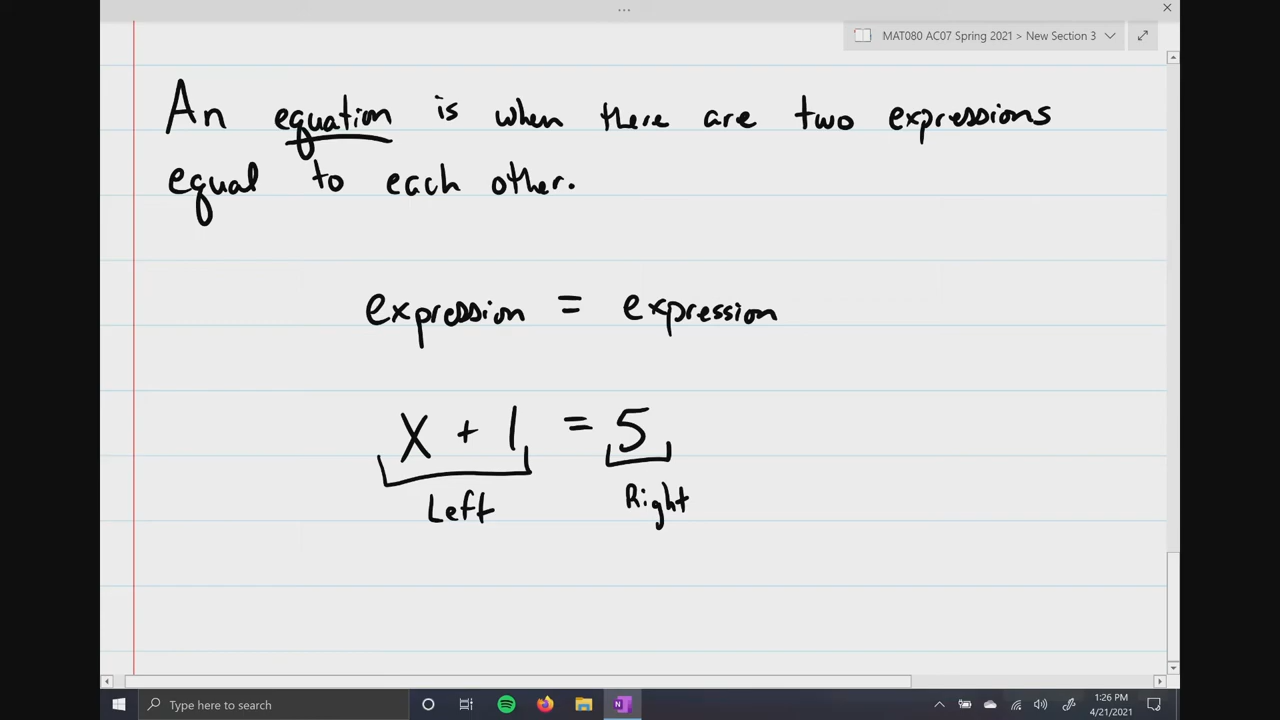 ...
MAT080 AC07 Spring 2021 > New Section 3
An equation is when there are two expressions
equal to each other.
expression = expression
x + 1 = 5
Left Right
Type here to search
N
1:26 PM
4/21/2021